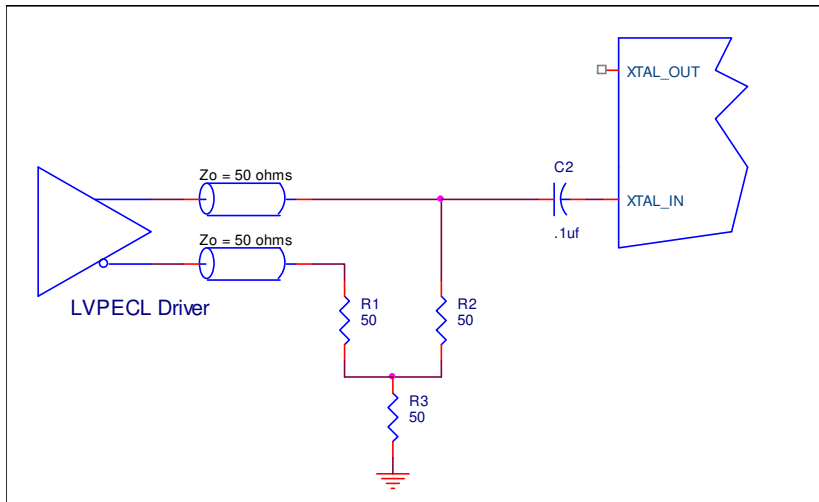 XTAL_OUT
Zo = 50 ohms
C2
XTAL_IN
.1uf
Zo = 50 ohms
LVPECL Driver
R1
50
R2
50
R3
50